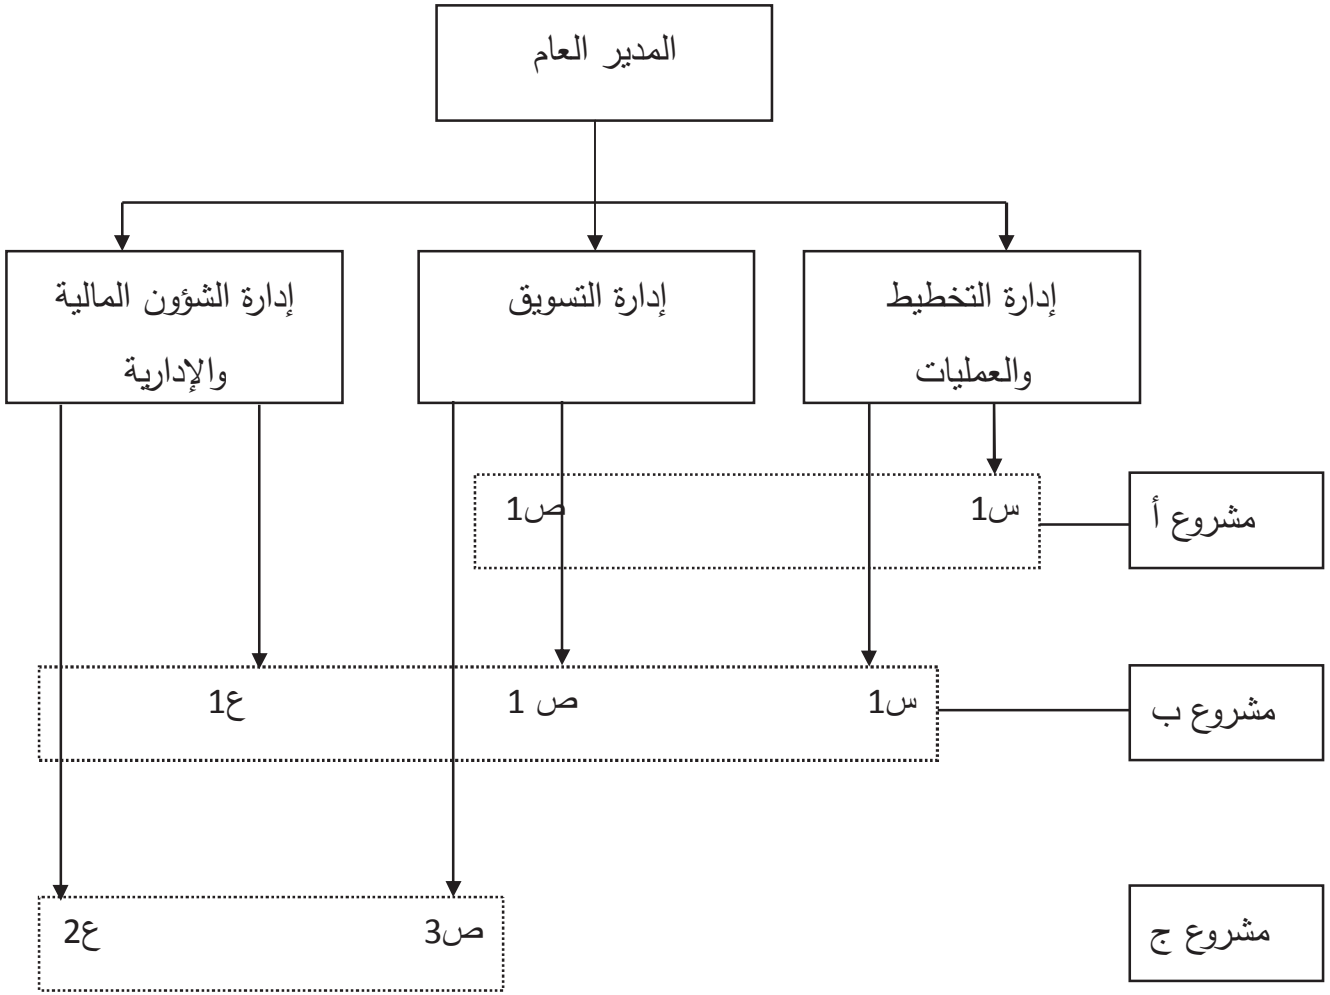 المدير العام
إدارة التخطيط
والعمليات
إدارة التسويق
إدارة الشؤون المالية
والإدارية
مشروع أ
س1
ص1
مشروع ب
س1
ص 1
ع1
مشروع ج
ص3
ع2